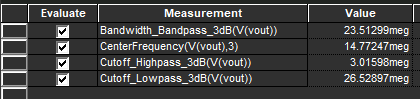 Evaluate Measurement Value
Bandwidth_Bandpass_3dB(V(vout)) 23.51299meg
CenterFrequency(V(vout),3) 14.77247meg
Cutoff_Highpass_3dB(V(vout)) 3.01598meg
Cutoff_Lowpass_3dB(V(vout)) 26.52897meg